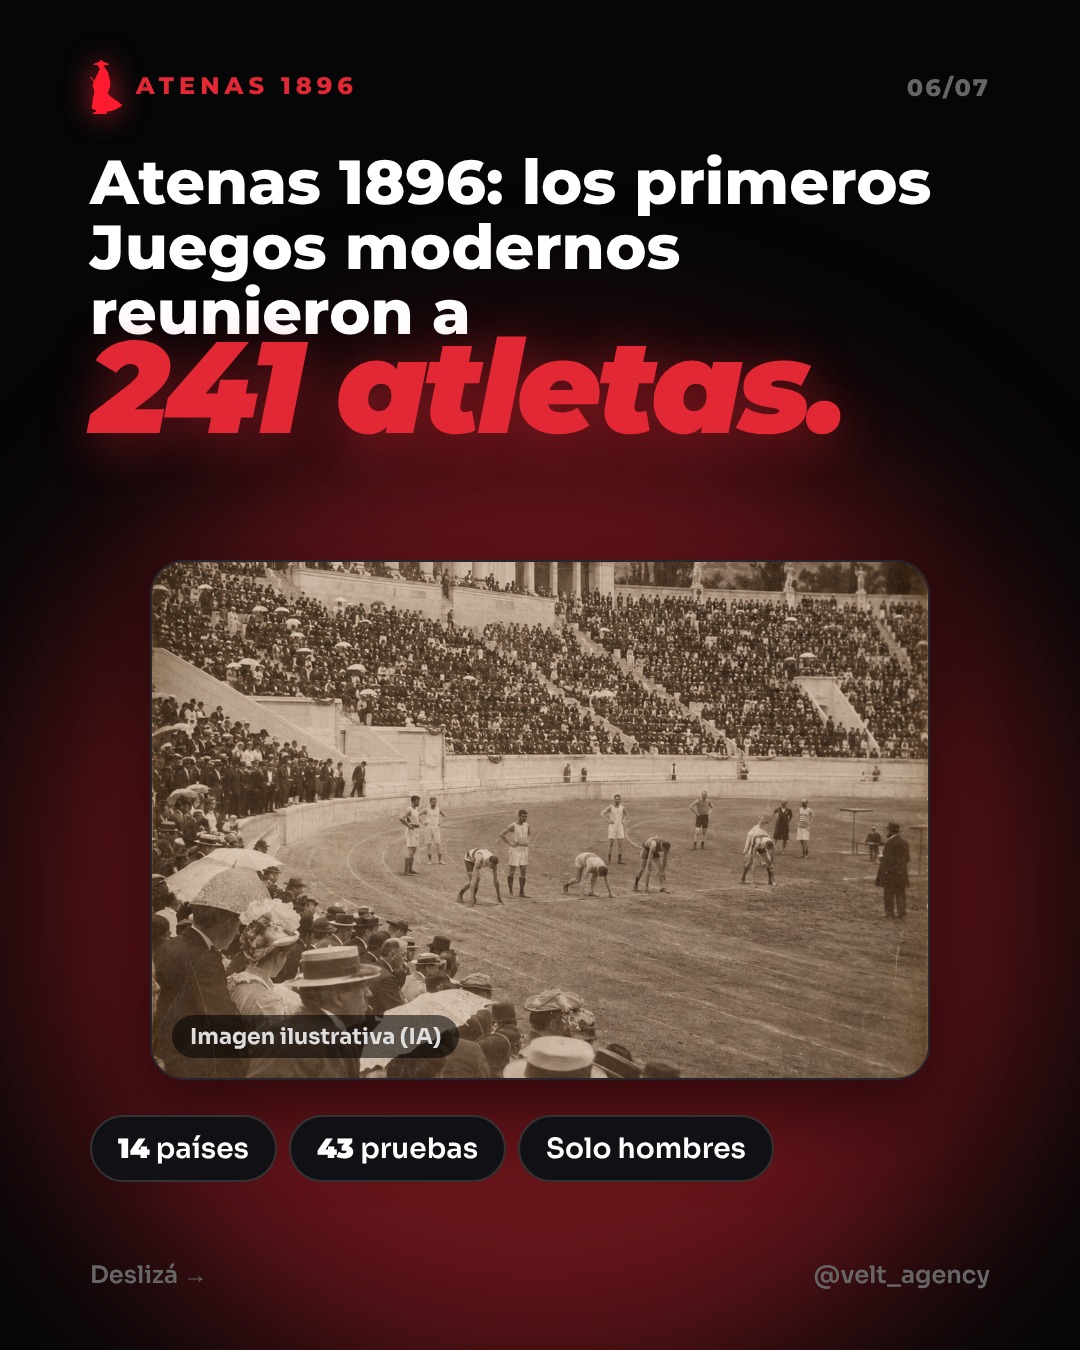 ATENAS 1896
06/07
Atenas 1896: los primeros
Juegos modernos
reunieron a
241 atletas.
Imagen ilustrativa (IA)
14 países
43 pruebas
Solo hombres
Deslizá →
@velt_agency